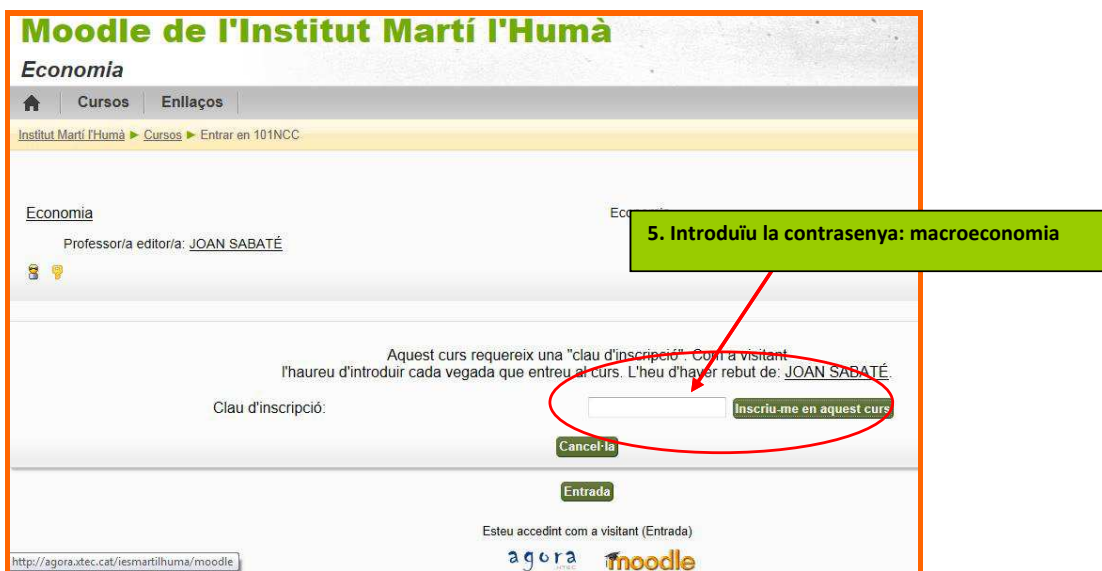 Moodle de l'Institut Martí l'Humà
Economia
Cursos Enllaços
Institut Martí l'Humà ► Cursos ► Entrar en 101NCC
Economia
5. Introduïu la contrasenya: macroeconomia
Professor/a editor/a: JOAN SABATÉ
Aquest curs requereix una "clau d'inscripció". Com a visitant
l'haureu d'introduir cada vegada que entreu al curs. L'heu d'haver rebut de: JOAN SABATÉ.
Clau d'inscripció:
Inscriu-me en aquest curs
Cancel·la
Entrada
Esteu accedint com a visitant (Entrada)
agora moodle
http://agora.xtec.cat/iesmartilhuma/moodle